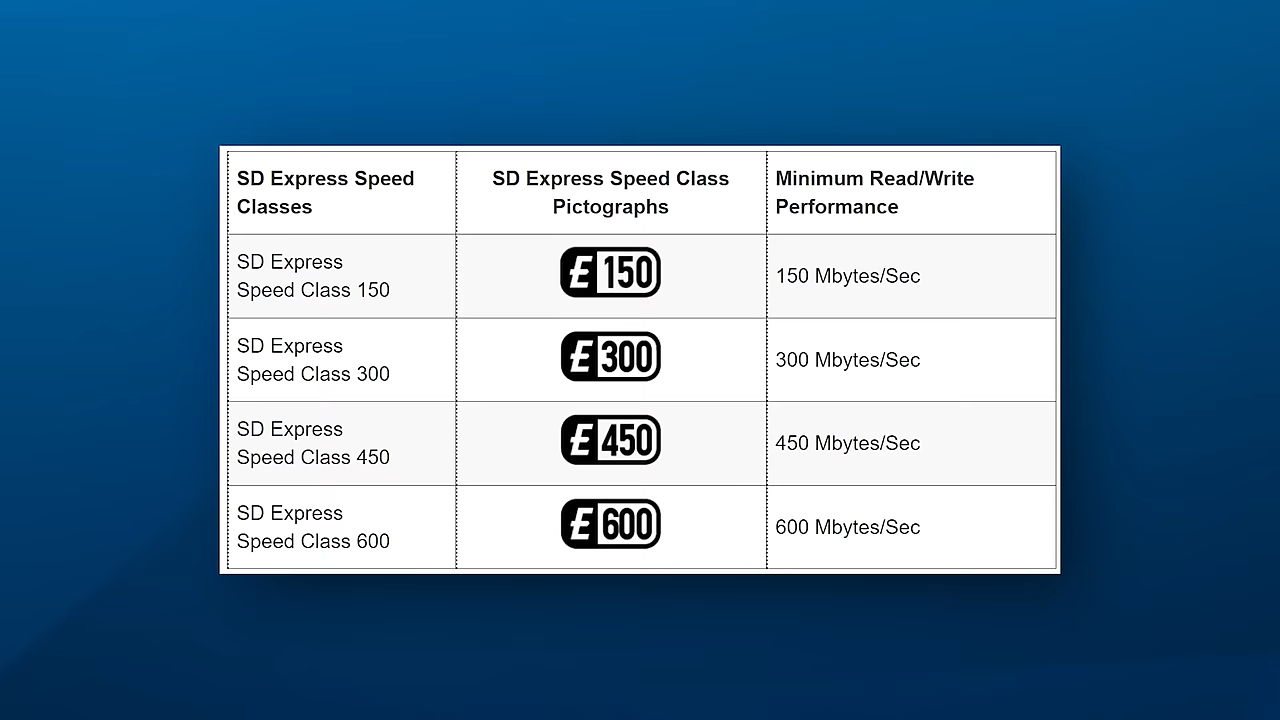 SD Express Speed
Classes
SD Express Speed Class
Pictographs
Minimum Read/Write
Performance
SD Express
Speed Class 150
E 150
150 Mbytes/Sec
SD Express
Speed Class 300
E 300
300 Mbytes/Sec
SD Express
Speed Class 450
E 450
450 Mbytes/Sec
SD Express
Speed Class 600
E 600
600 Mbytes/Sec